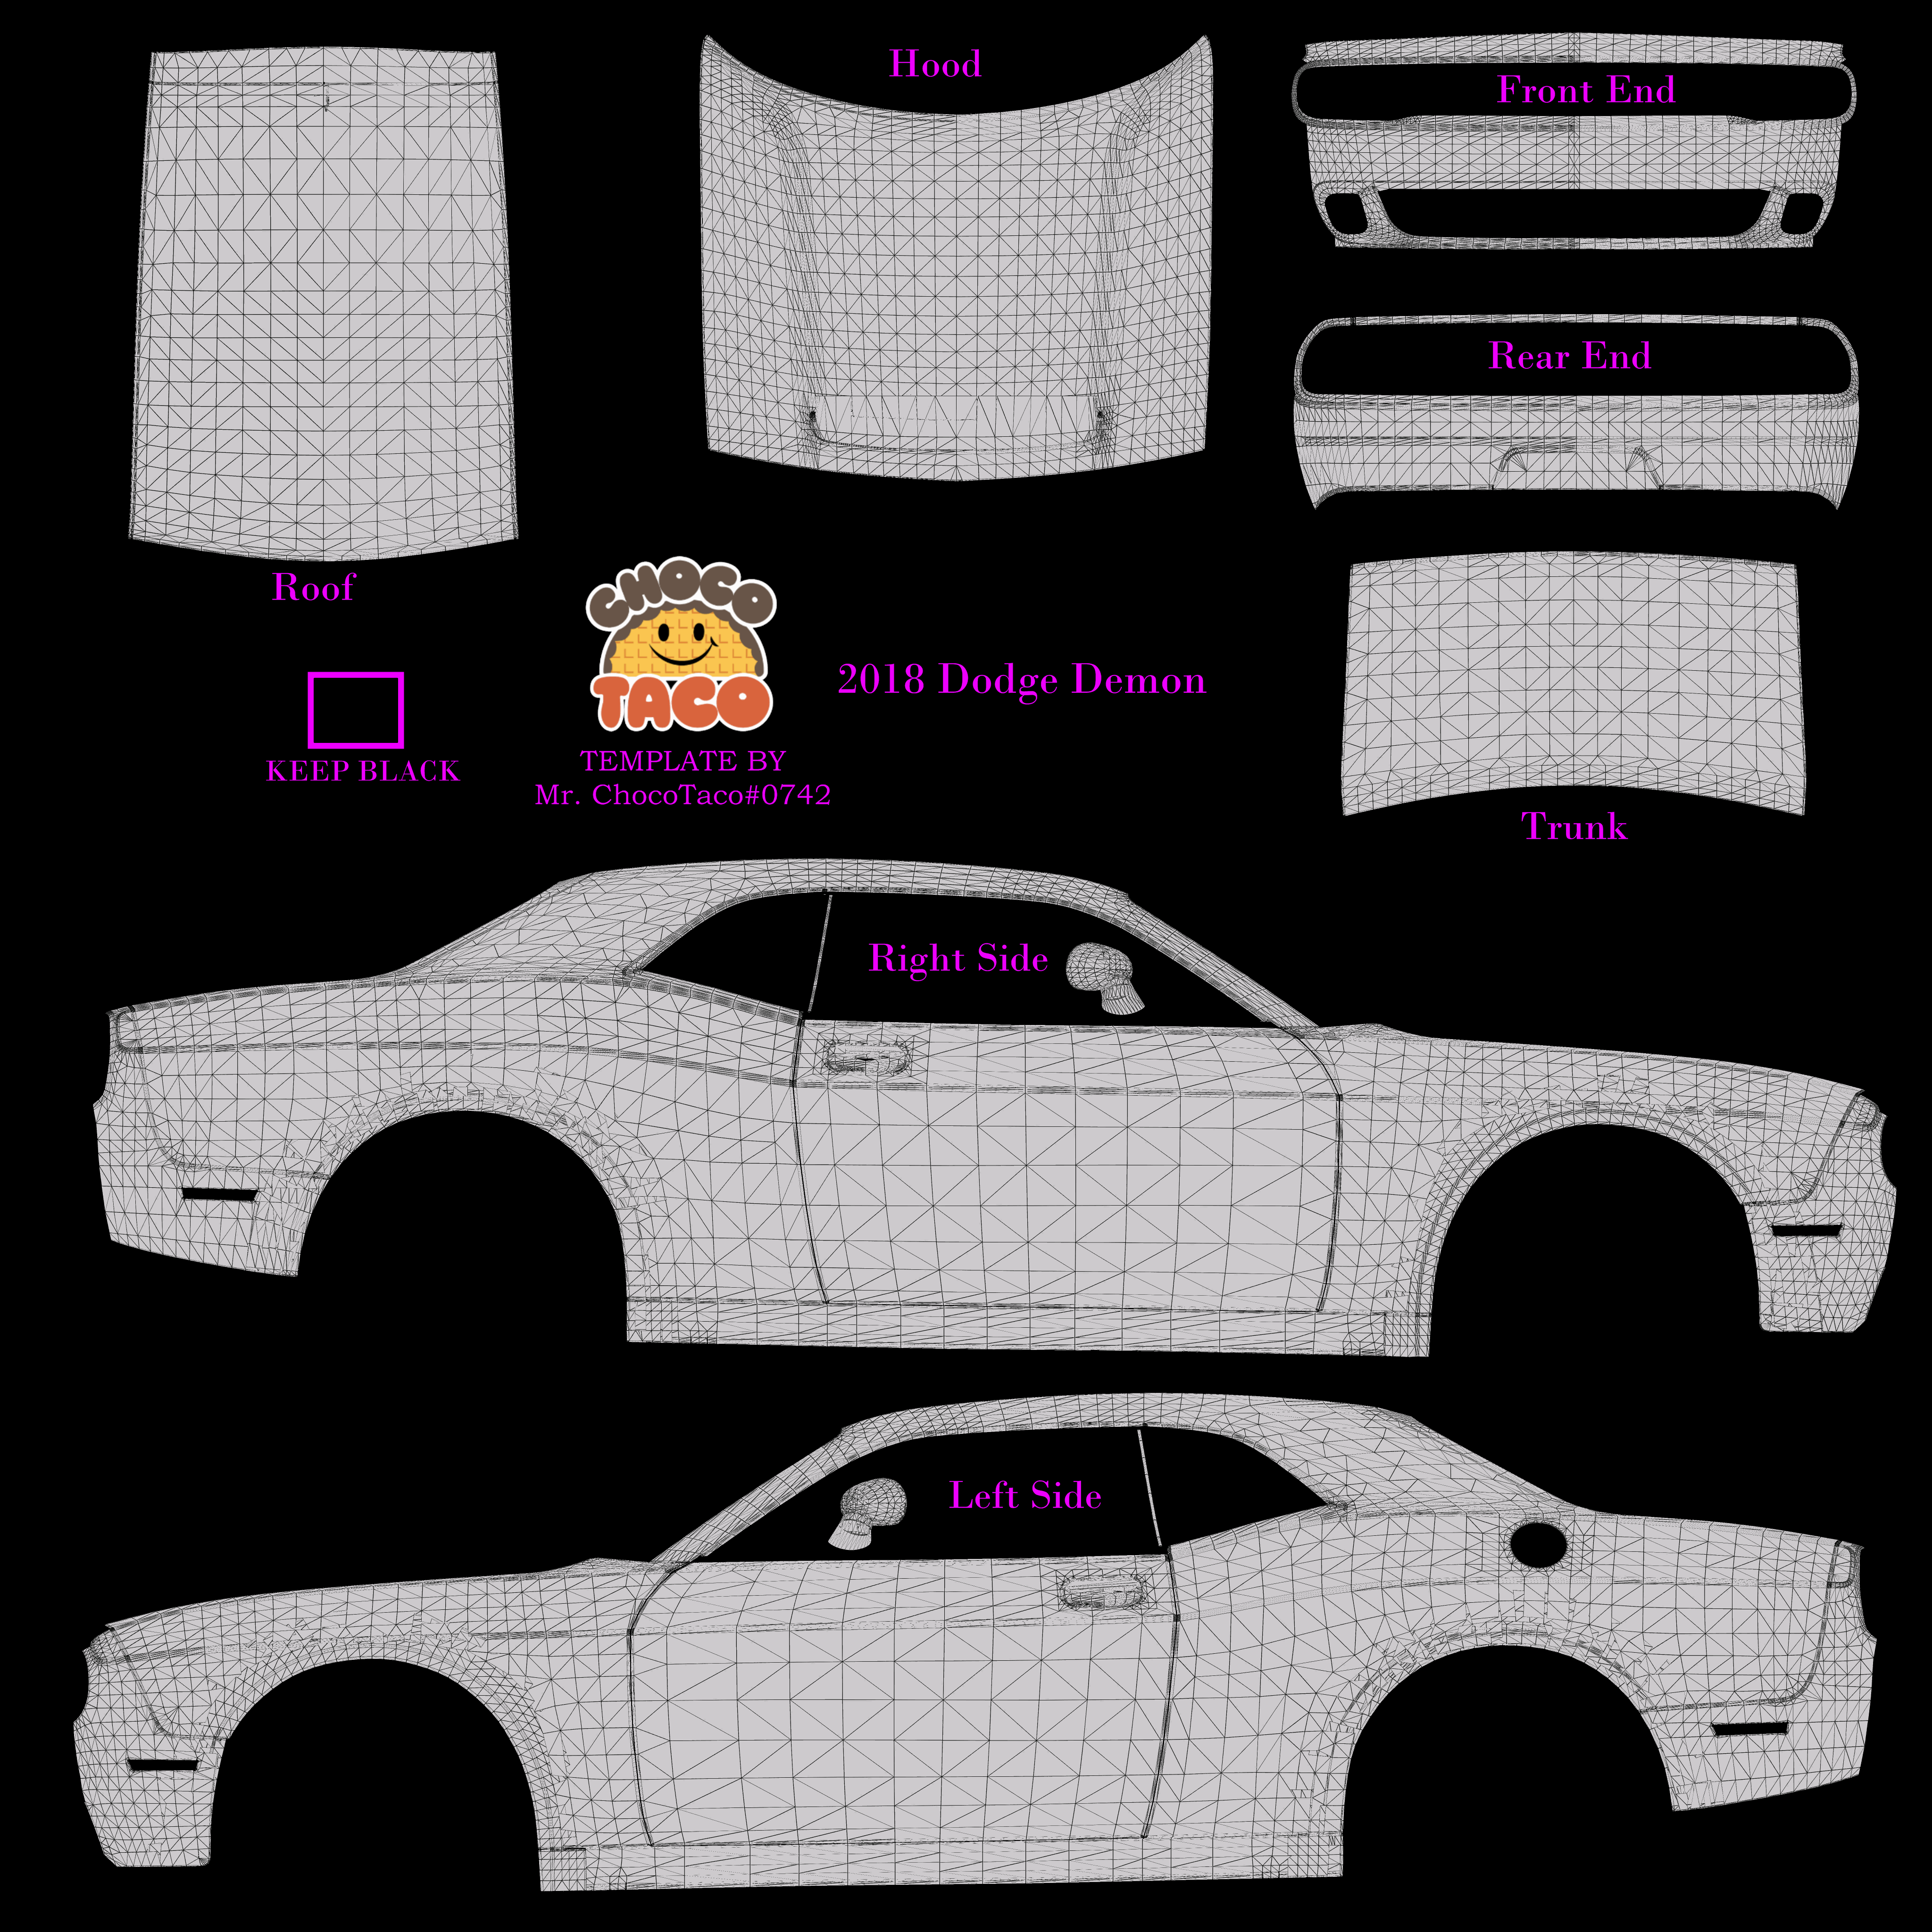 Hood
Front End
Rear End
Roof
CHOCO
TACO
2018 Dodge Demon
KEEP BLACK
TEMPLATE BY
Mr. ChocoTaco#0742
Trunk
Right Side
Left Side